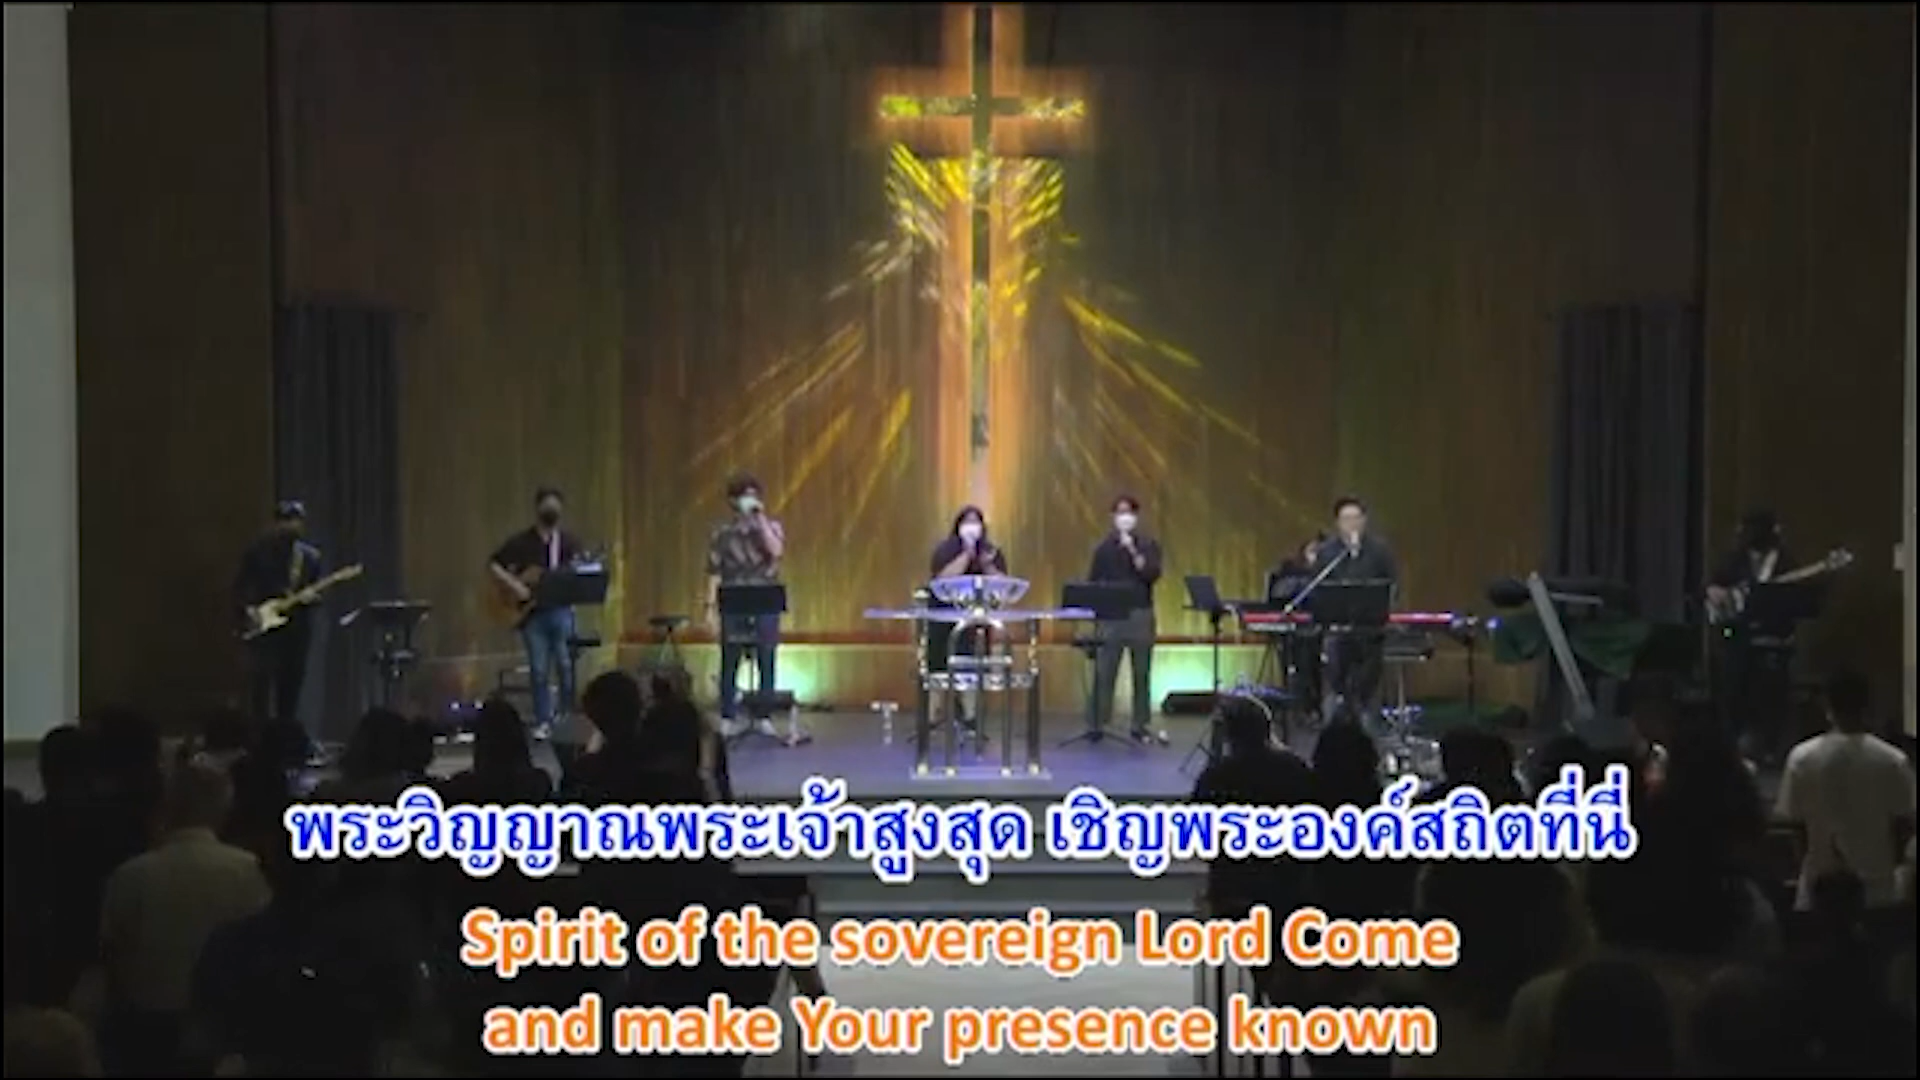 พระวิญญาณพระเจ้าสูงสุด เชิญพระองค์สถิตที่นี่
Spirit of the sovereign Lord Come
and make Your presence known